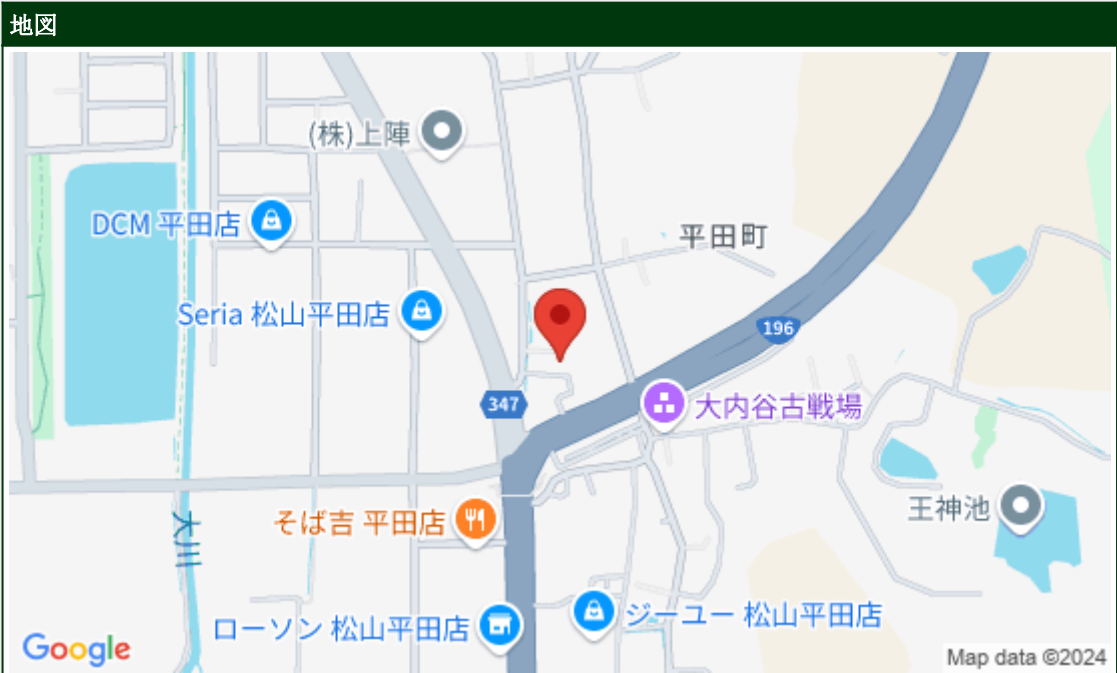 地図
(株)上陣
DCM 平田店
平田町
Seria 松山平田店
196
347
大内谷古戦場
王神池
そば吉 平田店
大川
ローソン 松山平田店
ジーユー 松山平田店
Google
Map data ©2024